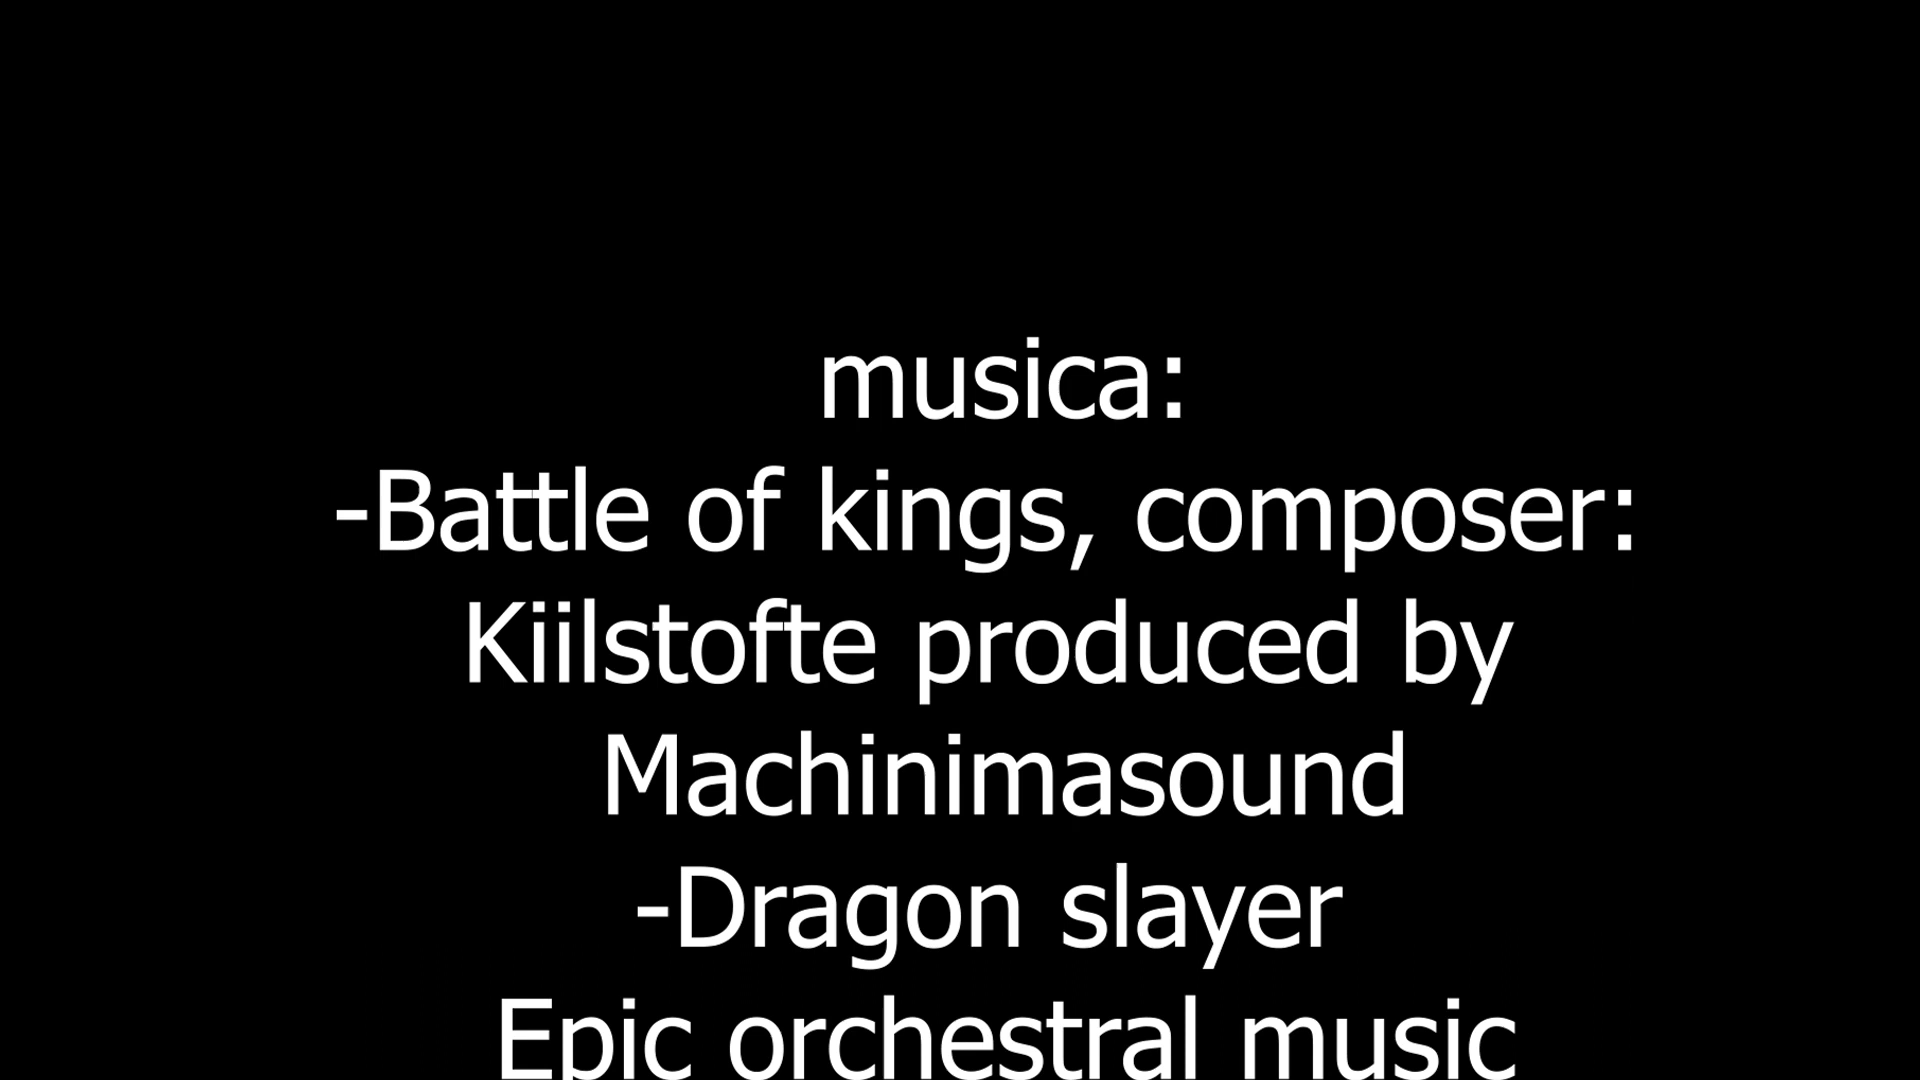 musica:
-Battle of kings, composer:
Kiilstofte produced by
Machinimasound
-Dragon slayer
Epic orchestral music